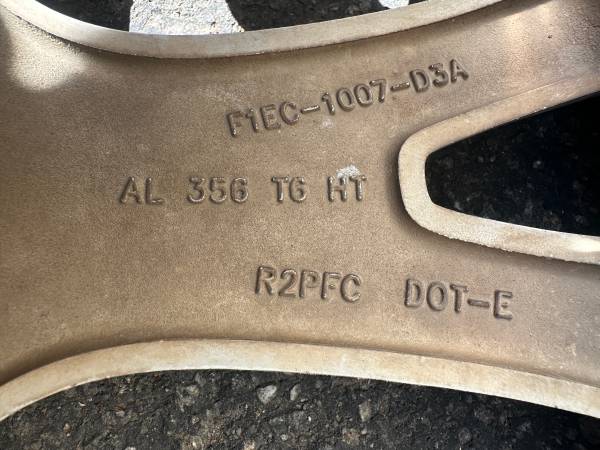 F1EC-1007-D3A
AL 356 T6 HT
R2PFC DOT-E